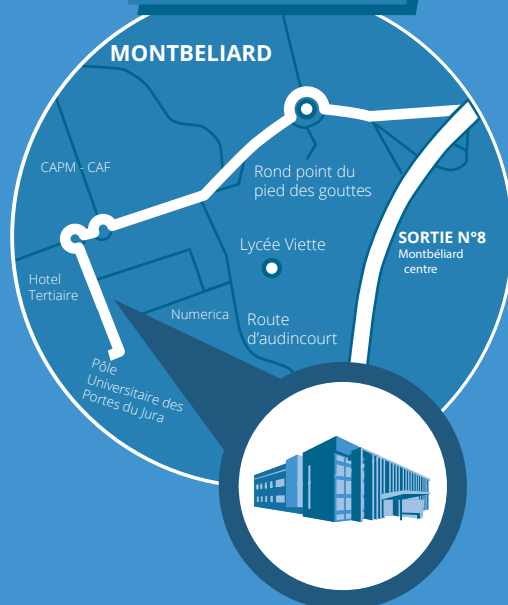 MONTBELIARD
CAPM - CAF
Rond point du
pied des gouttes
SORTIE N°8
Montbéliard
centre
Lycée Viette
Hotel
Tertiaire
Numerica
Route
d'audincourt
Pôle
Universitaire des
Portes du Jura